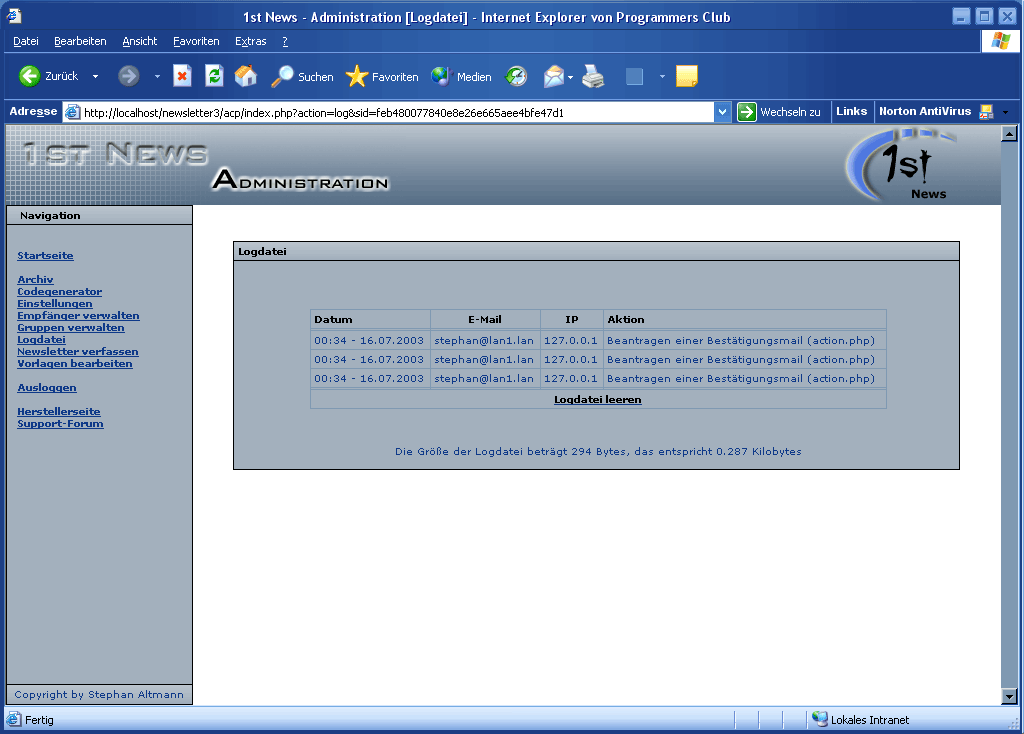 1st News - Administration [Logdatei] - Internet Explorer von Programmers Club
Datei Bearbeiten Ansicht Favoriten Extras ?
Zurück Suchen Favoriten Medien
Adresse http://localhost/newsletter3/acp/index.php?action=log&sid=feb480077840e8e26e665aee4bfe47d1 Wechseln zu Links Norton AntiVirus
1st News
Administration
1st
News
Navigation
Startseite
Archiv
Codegenerator
Einstellungen
Empfänger verwalten
Gruppen verwalten
Logdatei
Newsletter verfassen
Vorlagen bearbeiten
Ausloggen
Herstellerseite
Support-Forum
Copyright by Stephan Altmann
Logdatei
Datum E-Mail IP Aktion
00:34 - 16.07.2003 stephan@lan1.lan 127.0.0.1 Beantragen einer Bestätigungsmail (action.php)
00:34 - 16.07.2003 stephan@lan1.lan 127.0.0.1 Beantragen einer Bestätigungsmail (action.php)
00:34 - 16.07.2003 stephan@lan1.lan 127.0.0.1 Beantragen einer Bestätigungsmail (action.php)
Logdatei leeren
Die Größe der Logdatei beträgt 294 Bytes, das entspricht 0.287 Kilobytes
Fertig Lokales Intranet